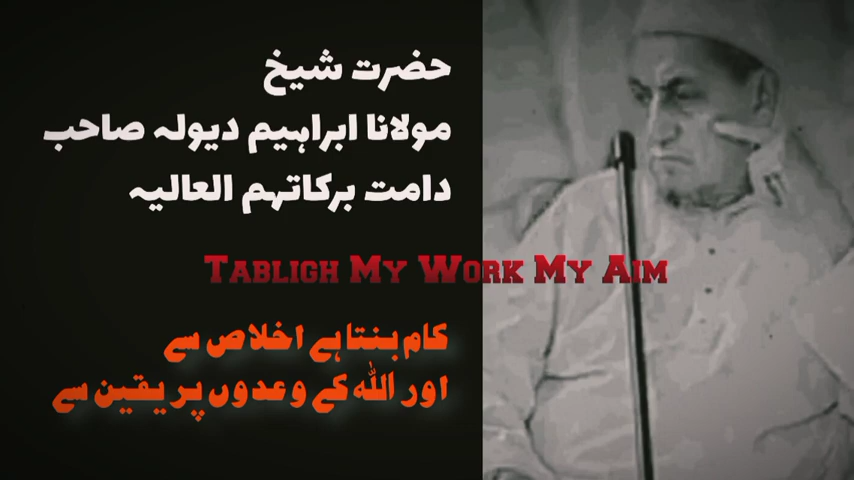 حضرت شیخ
مولانا ابراہیم دیولہ صاحب
دامت برکاتہم العالیہ
Tabligh My Work My Aim
کام بنتا ہے اخلاص سے
اور اللہ کے وعدوں پر یقین سے